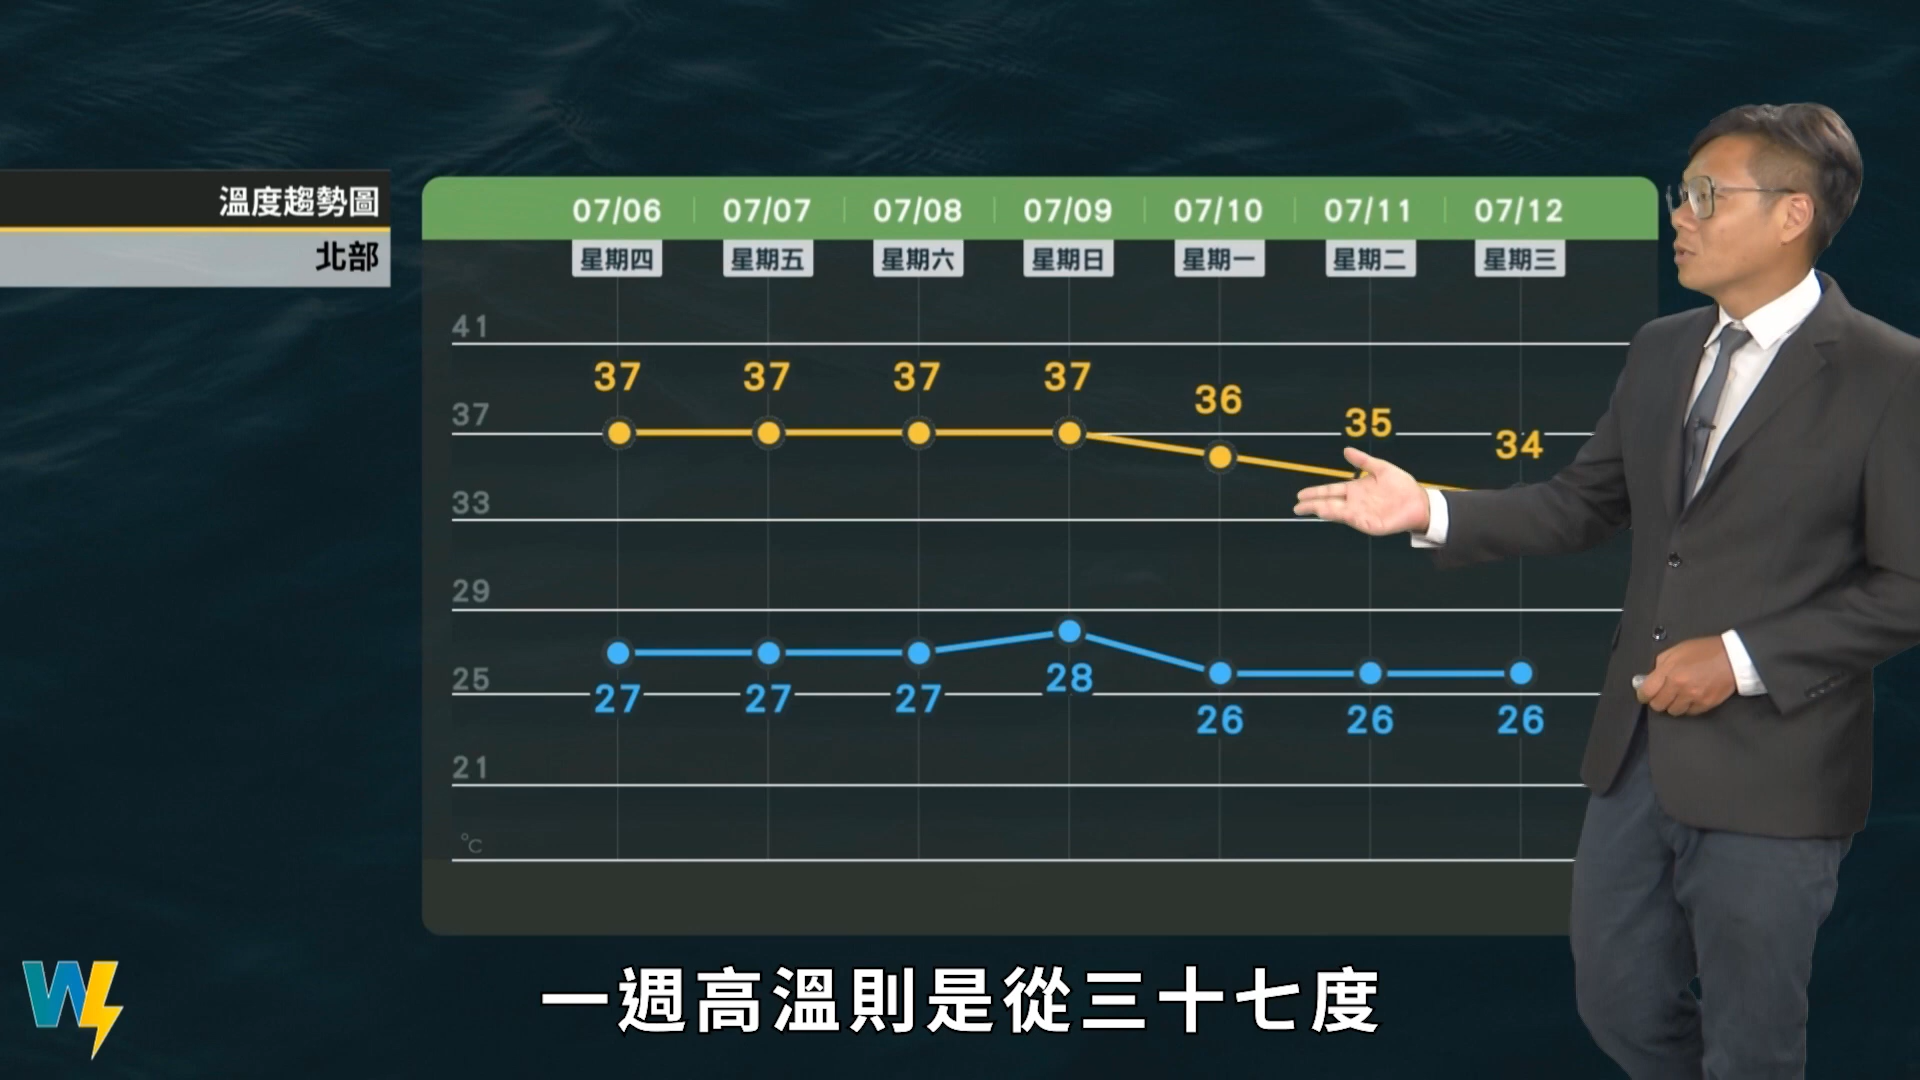 溫度趨勢圖
北部
07/06 07/07 07/08 07/09 07/10 07/11 07/12
星期四 星期五 星期六 星期日 星期一 星期二 星期三
41
37 37 37 37 36 35 34
37
33
29
25
27 27 27 28 26 26 26
21
°C
一週高溫則是從三十七度
W